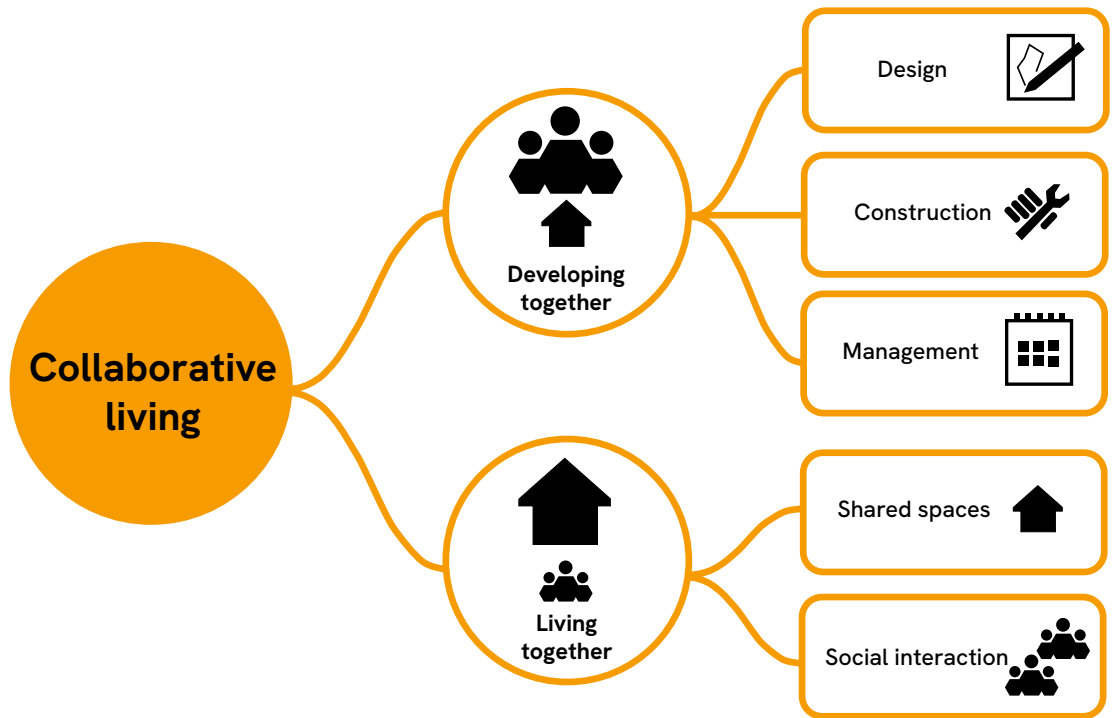 Collaborative
living
Developing
together
Design
Construction
Management
Living
together
Shared spaces
Social interaction